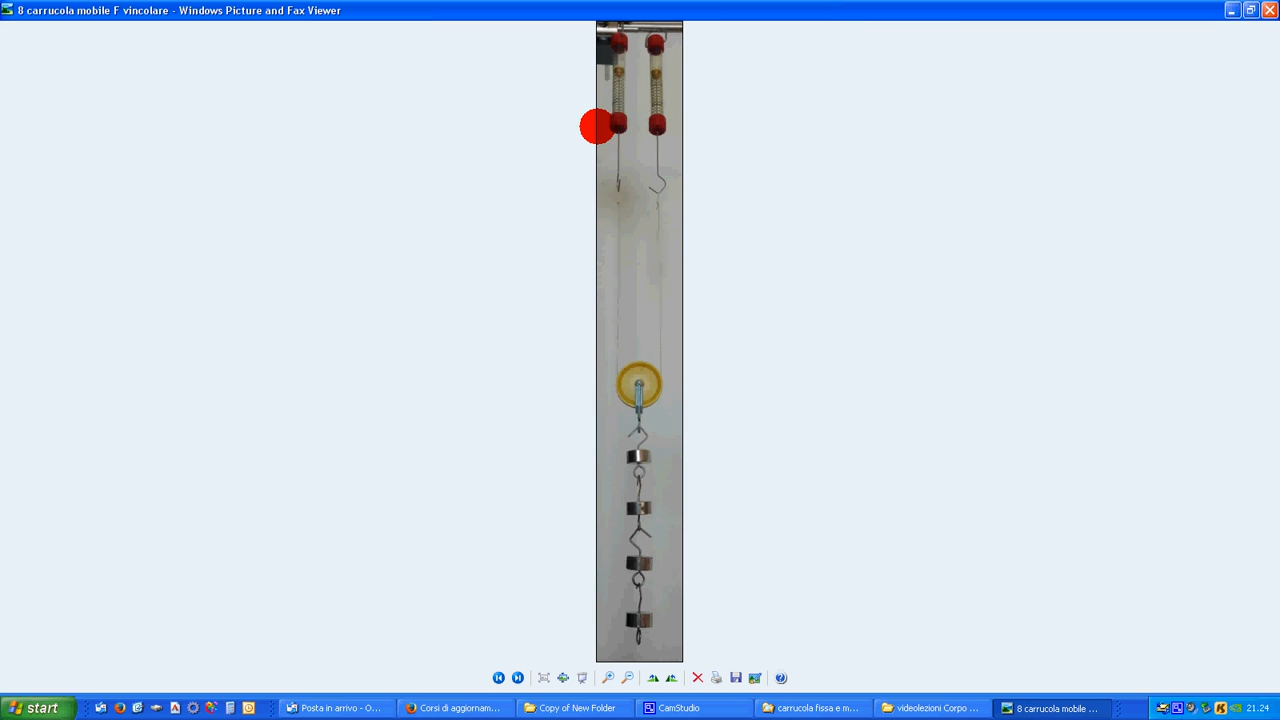 8 carrucola mobile F vincolare - Windows Picture and Fax Viewer
start
Posta in arrivo - O...
Corsi di aggiornam...
Copy of New Folder
CamStudio
carrucola fissa e m...
videolezioni Corpo ...
8 carrucola mobile ...
21.24